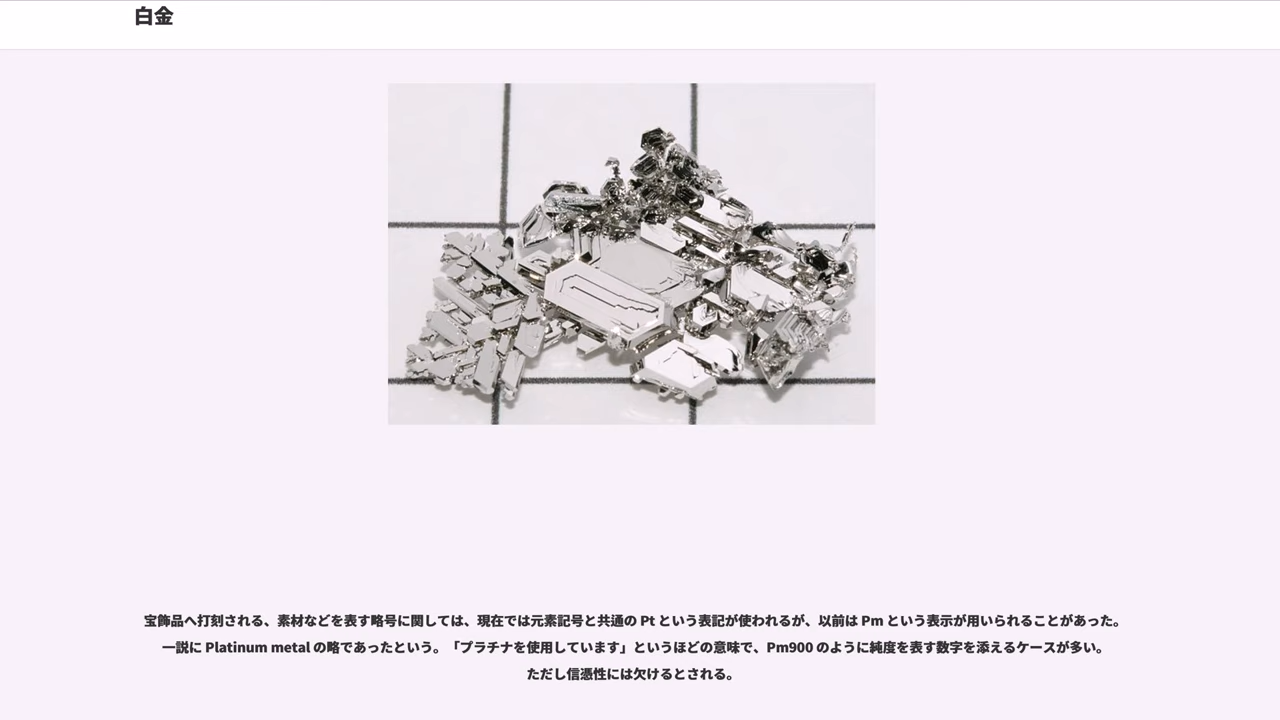 白金
宝飾品へ打刻される、素材などを表す略号に関しては、現在では元素記号と共通の Pt という表記が使われるが、以前は Pm という表示が用いられることがあった。
一説に Platinum metal の略であったという。「プラチナを使用しています」というほどの意味で、Pm900 のように純度を表す数字を添えるケースが多い。
ただし信憑性には欠けるとされる。